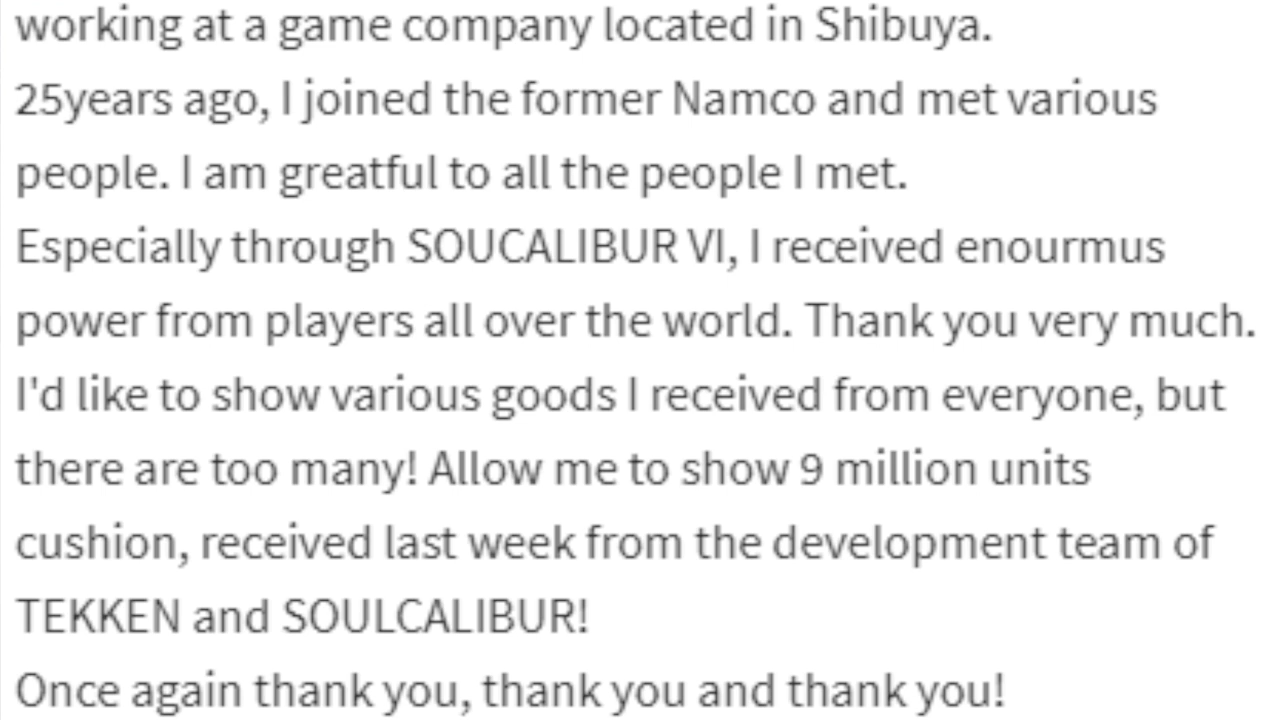 working at a game company located in Shibuya.
25years ago, I joined the former Namco and met various
people. I am greatful to all the people I met.
Especially through SOUCALIBUR VI, I received enourmus
power from players all over the world. Thank you very much.
I'd like to show various goods I received from everyone, but
there are too many! Allow me to show 9 million units
cushion, received last week from the development team of
TEKKEN and SOULCALIBUR!
Once again thank you, thank you and thank you!